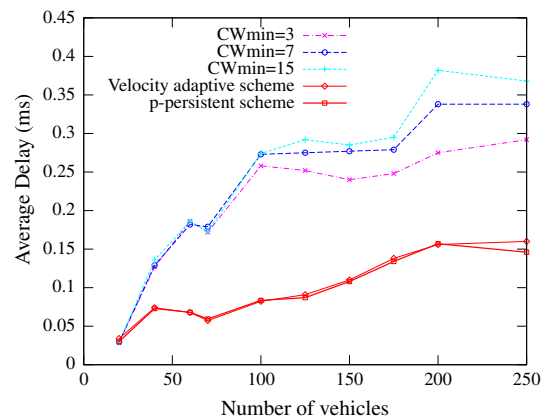 0.45
0.4
0.35
0.3
0.25
0.2
0.15
0.1
0.05
0
Average Delay (ms)
CWmin=3
CWmin=7
CWmin=15
Velocity adaptive scheme
p-persistent scheme
0 50 100 150 200 250
Number of vehicles